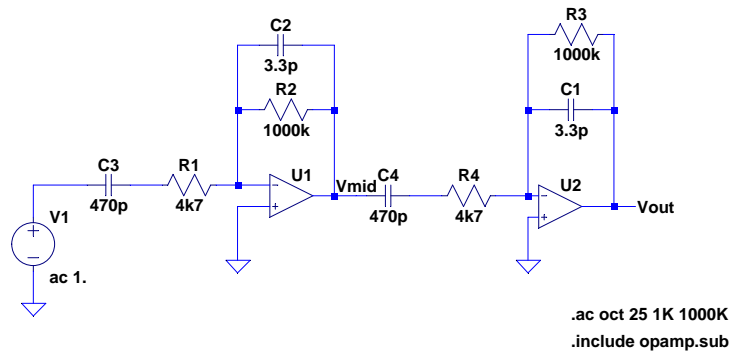 C2
3.3p
R2
1000k
C3
470p
R1
4k7
U1
Vmid
C4
470p
R4
4k7
R3
1000k
C1
3.3p
U2
Vout
V1
ac 1.
.ac oct 25 1K 1000K
.include opamp.sub